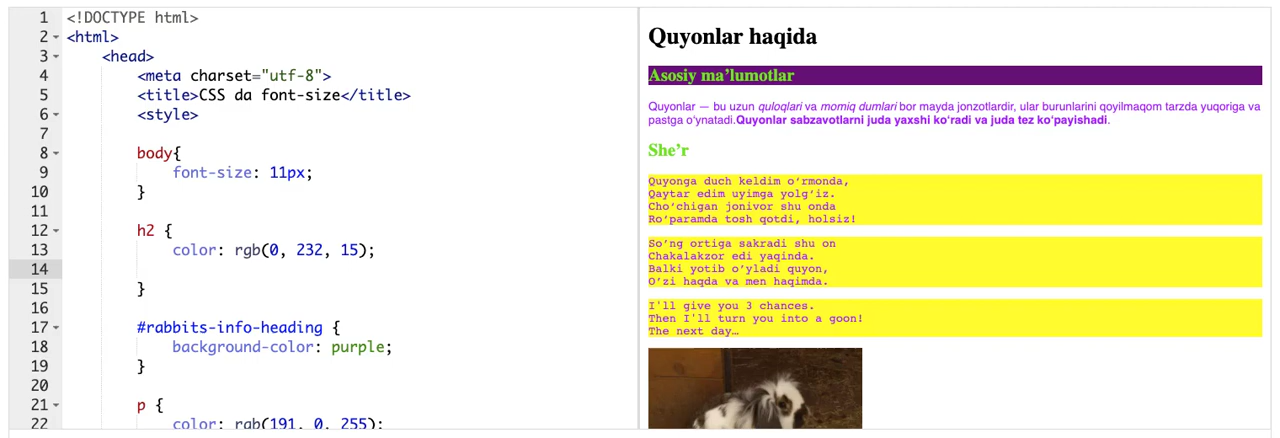 1 <!DOCTYPE html>
2 <html>
3 <head>
4 <meta charset="utf-8">
5 <title>CSS da font-size</title>
6 <style>
7
8 body{
9 font-size: 11px;
10 }
11
12 h2 {
13 color: rgb(0, 232, 15);
14
15 }
16
17 #rabbits-info-heading {
18 background-color: purple;
19 }
20
21 p {
22 color: rgb(191, 0, 255);
Quyonlar haqida
Asosiy ma’lumotlar
Quyonlar — bu uzun quloqlari va momiq dumlari bor mayda jonzotlardir, ular burunlarini qoyilmaqom tarzda yuqoriga va
pastga o‘ynatadi.Quyonlar sabzavotlarni juda yaxshi ko‘radi va juda tez ko‘payishadi.
She’r
Quyonga duch keldim o‘rmonda,
Qaytar edim uyimga yolg‘iz.
Cho‘chigan jonivor shu onda
Ro‘paramda tosh qotdi, holsiz!
So’ng ortiga sakradi shu on
Chakalakzor edi yaqinda.
Balki yotib o’yladi quyon,
O’zi haqda va men haqimda.
I'll give you 3 chances.
Then I'll turn you into a goon!
The next day…